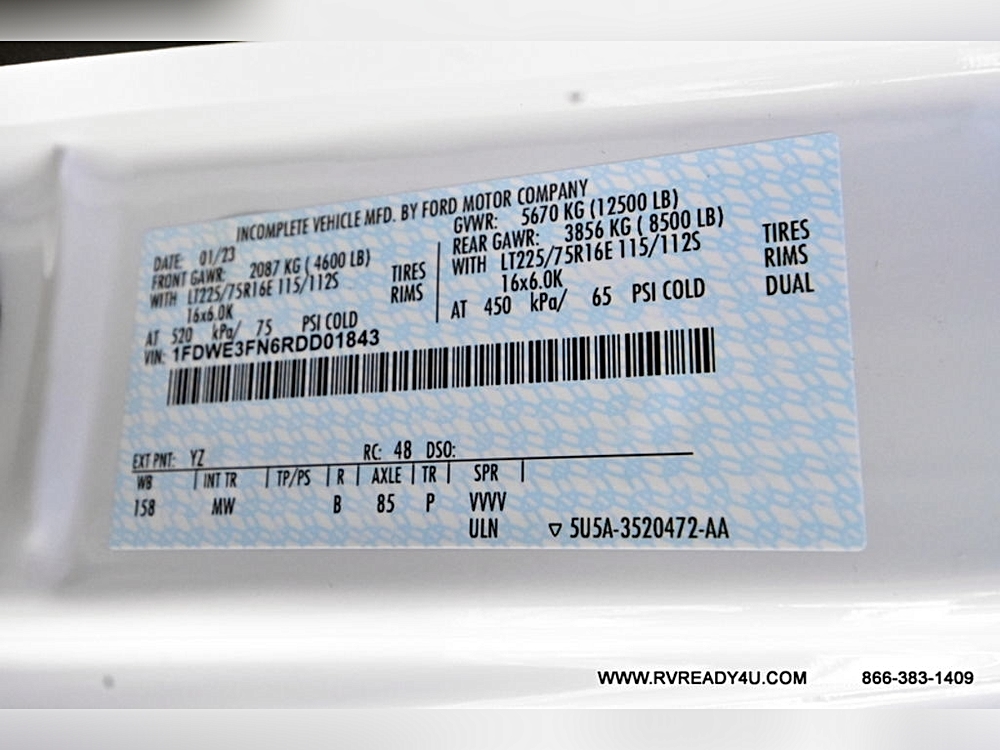 INCOMPLETE VEHICLE MFD. BY FORD MOTOR COMPANY
DATE: 01/23
GVWR: 5670 KG (12500 LB)
FRONT GAWR: 2087 KG ( 4600 LB)
REAR GAWR: 3856 KG ( 8500 LB)
WITH LT225/75R16E 115/112S TIRES
WITH LT225/75R16E 115/112S TIRES
16x6.0K RIMS
16x6.0K RIMS
AT 520 kPa/ 75 PSI COLD
AT 450 kPa/ 65 PSI COLD DUAL
VIN: 1FDWE3FN6RDD01843
EXT PNT: YZ RC: 48 DSO:
WB INT TR TP/PS R AXLE TR SPR
158 MW B 85 P VVVV
ULN ▽ 5U5A-3520472-AA
WWW.RVREADY4U.COM 866-383-1409